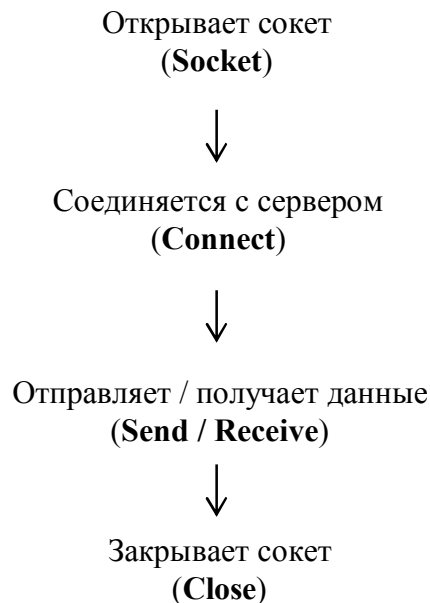 Открывает сокет
(Socket)
Соединяется с сервером
(Connect)
Отправляет / получает данные
(Send / Receive)
Закрывает сокет
(Close)